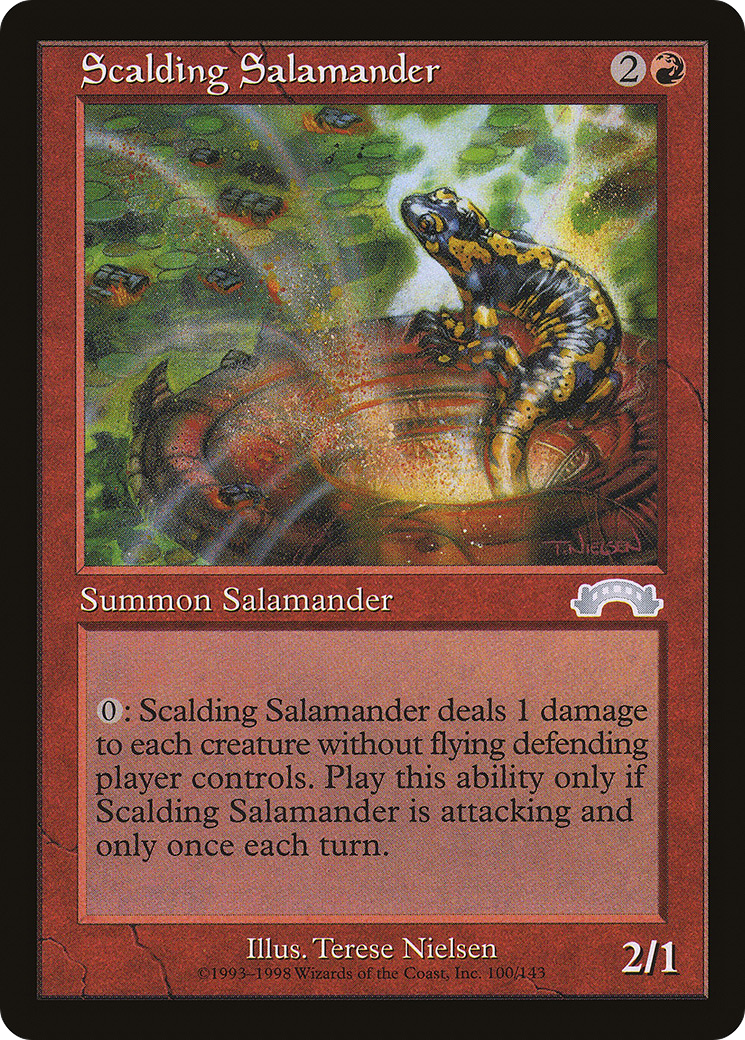 Scalding Salamander 2
T. NIELSEN
Summon Salamander
0: Scalding Salamander deals 1 damage
to each creature without flying defending
player controls. Play this ability only if
Scalding Salamander is attacking and
only once each turn.
Illus. Terese Nielsen
©1993–1998 Wizards of the Coast, Inc. 100/143
2/1